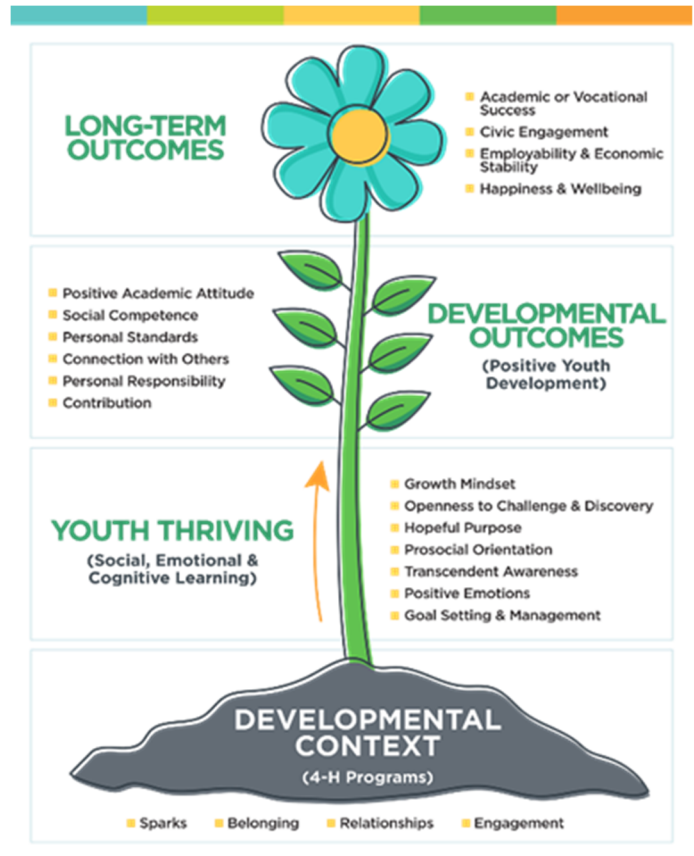 LONG-TERM
OUTCOMES
Academic or Vocational
Success
Civic Engagement
Employability & Economic
Stability
Happiness & Wellbeing
Positive Academic Attitude
Social Competence
Personal Standards
Connection with Others
Personal Responsibility
Contribution
DEVELOPMENTAL
OUTCOMES
(Positive Youth
Development)
YOUTH THRIVING
(Social, Emotional &
Cognitive Learning)
Growth Mindset
Openness to Challenge & Discovery
Hopeful Purpose
Prosocial Orientation
Transcendent Awareness
Positive Emotions
Goal Setting & Management
DEVELOPMENTAL
CONTEXT
(4-H Programs)
Sparks Belonging Relationships Engagement